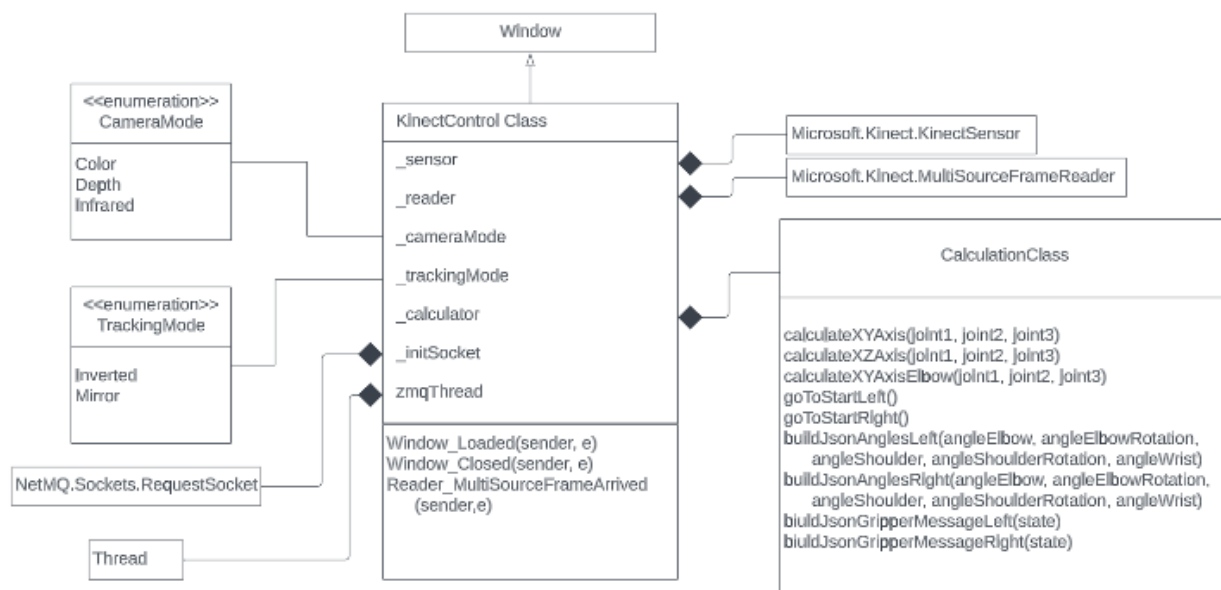 Window
<<enumeration>>
CameraMode
Color
Depth
Infrared
<<enumeration>>
TrackingMode
Inverted
Mirror
NetMQ.Sockets.RequestSocket
Thread
KinectControl Class
_sensor
_reader
_cameraMode
_trackingMode
_calculator
_initSocket
zmqThread
Window_Loaded(sender, e)
Window_Closed(sender, e)
Reader_MultiSourceFrameArrived
(sender,e)
Microsoft.Kinect.KinectSensor
Microsoft.Kinect.MultiSourceFrameReader
CalculationClass
calculateXYAxis(joint1, joint2, joint3)
calculateXZAxis(joint1, joint2, joint3)
calculateXYAxisElbow(joint1, joint2, joint3)
goToStartLeft()
goToStartRight()
buildJsonAnglesLeft(angleElbow, angleElbowRotation,
angleShoulder, angleShoulderRotation, angleWrist)
buildJsonAnglesRight(angleElbow, angleElbowRotation,
angleShoulder, angleShoulderRotation, angleWrist)
biuldJsonGripperMessageLeft(state)
biuldJsonGripperMessageRight(state)